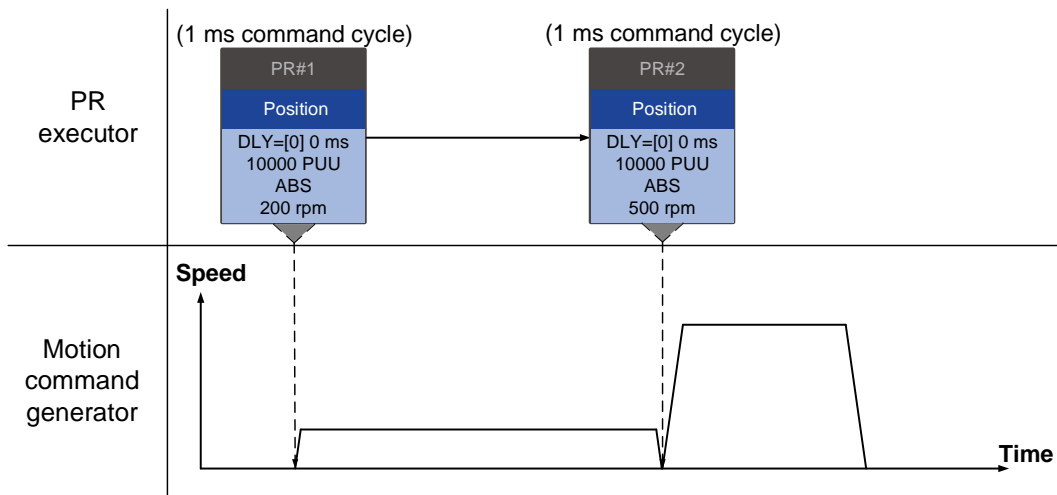 (1 ms command cycle)
(1 ms command cycle)
PR
executor
PR#1
Position
DLY=[0] 0 ms
10000 PUU
ABS
200 rpm
PR#2
Position
DLY=[0] 0 ms
10000 PUU
ABS
500 rpm
Speed
Motion
command
generator
Time